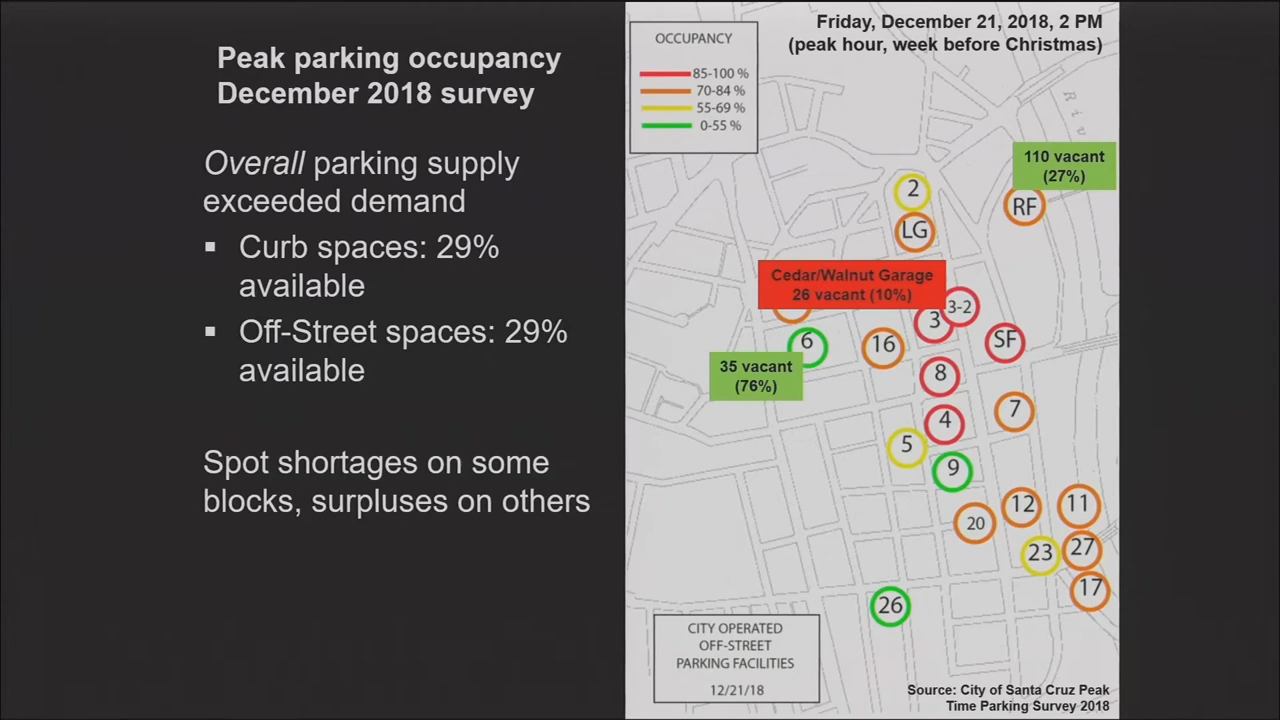 Peak parking occupancy
December 2018 survey
Overall parking supply
exceeded demand
▪ Curb spaces: 29%
available
▪ Off-Street spaces: 29%
available
Spot shortages on some
blocks, surpluses on others
Friday, December 21, 2018, 2 PM
(peak hour, week before Christmas)
OCCUPANCY
85-100 %
70-84 %
55-69 %
0-55 %
Riv
110 vacant
(27%)
2
RF
LG
Cedar/Walnut Garage
26 vacant (10%)
3-2
3
6
16
SF
35 vacant
(76%)
8
7
4
5
9
12
11
20
23
27
17
26
CITY OPERATED
OFF-STREET
PARKING FACILITIES
12/21/18
Source: City of Santa Cruz Peak
Time Parking Survey 2018